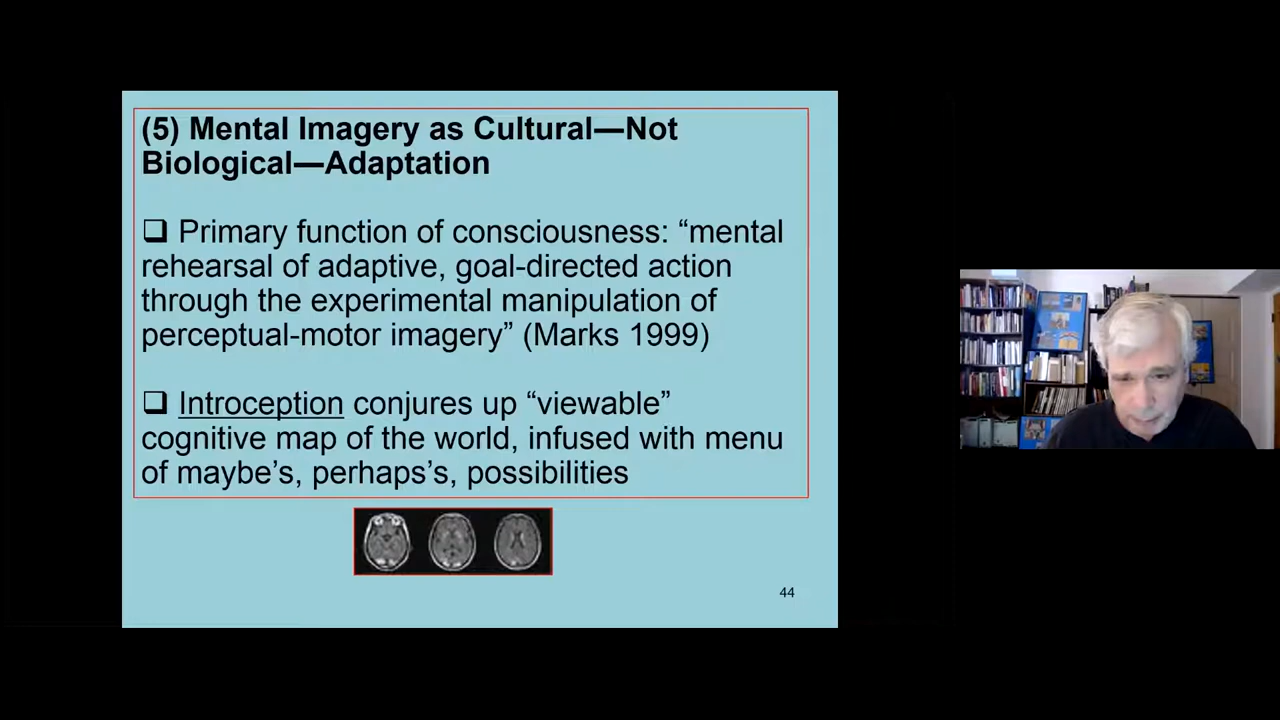 (5) Mental Imagery as Cultural—Not
Biological—Adaptation
❑ Primary function of consciousness: “mental
rehearsal of adaptive, goal-directed action
through the experimental manipulation of
perceptual-motor imagery” (Marks 1999)
❑ Introception conjures up “viewable”
cognitive map of the world, infused with menu
of maybe’s, perhaps’s, possibilities
44